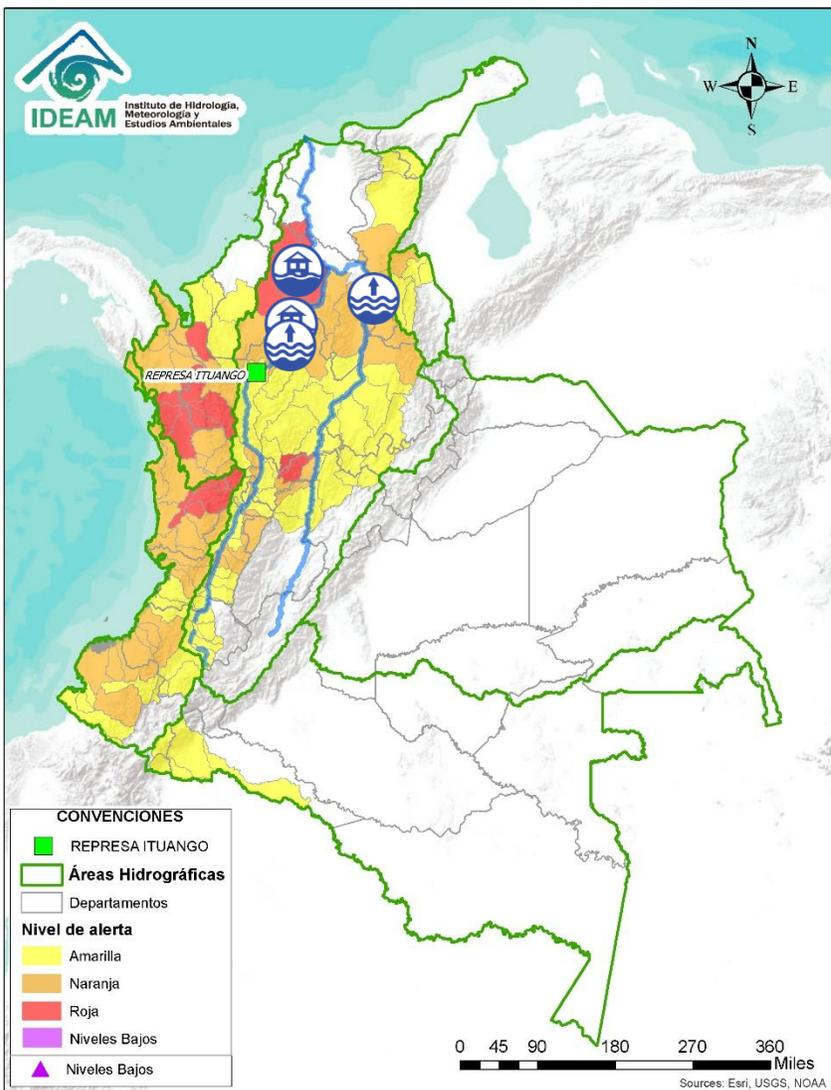 IDEAM
Instituto de Hidrología,
Meteorología y
Estudios Ambientales
N
W
E
S
REPRESA ITUANGO
CONVENCIONES
REPRESA ITUANGO
Áreas Hidrográficas
Departamentos
Nivel de alerta
Amarilla
Naranja
Roja
Niveles Bajos
Niveles Bajos
0 45 90 180 270 360
Miles
Sources: Esri, USGS, NOAA